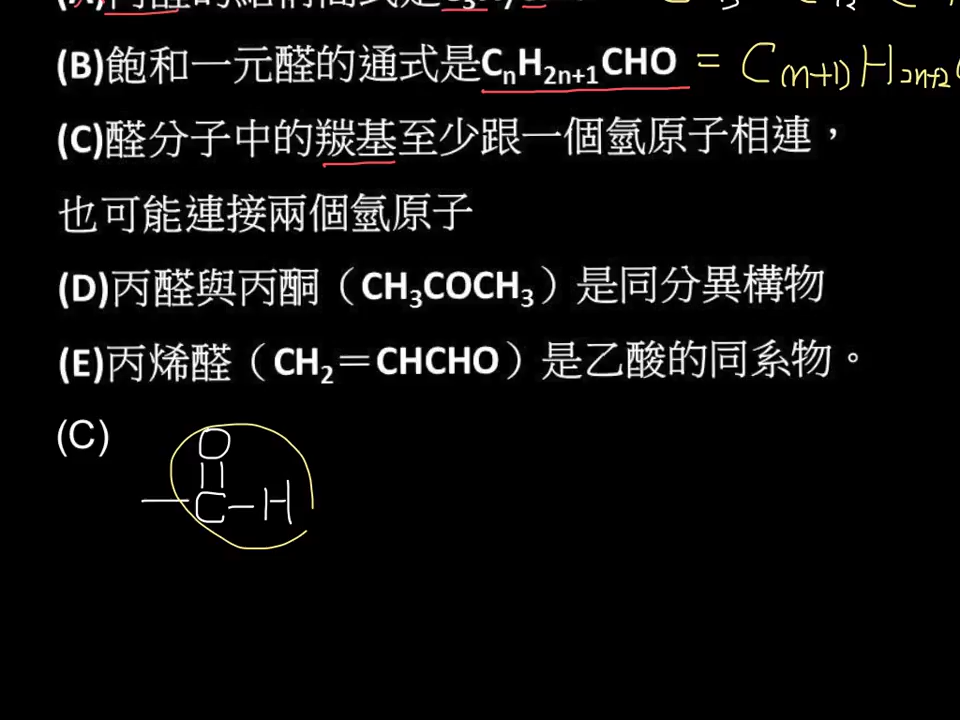 (B)飽和一元醛的通式是CₙH₂ₙ₊₁CHO = C(n+1)H2n+2
(C)醛分子中的羰基至少跟一個氫原子相連，
也可能連接兩個氫原子
(D)丙醛與丙酮（CH₃COCH₃）是同分異構物
(E)丙烯醛（CH₂＝CHCHO）是乙酸的同系物。
(C)
O
C-H